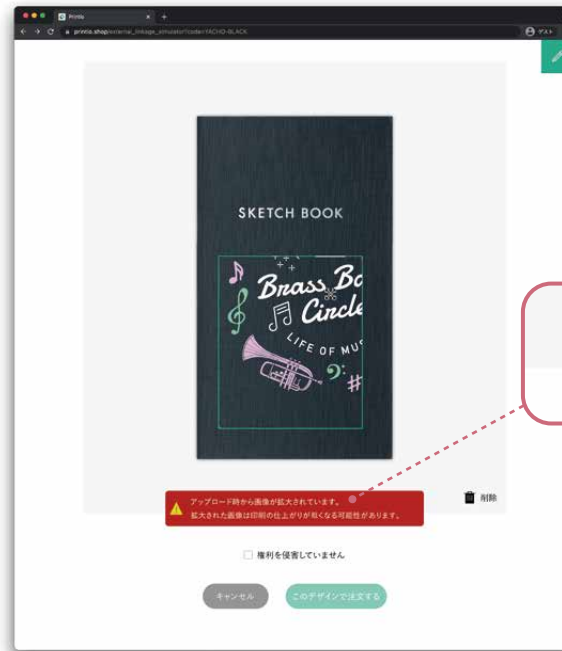 Printio
printio.shop/external_linkage_simulator?code=YACHO-BLACK
ゲスト
SKETCH BOOK
Brass Bo
Circle
LIFE OF MUS
アップロード時から画像が拡大されています。
拡大された画像は印刷の仕上がりが粗くなる可能性があります。
削除
権利を侵害していません
キャンセル
このデザインで注文する